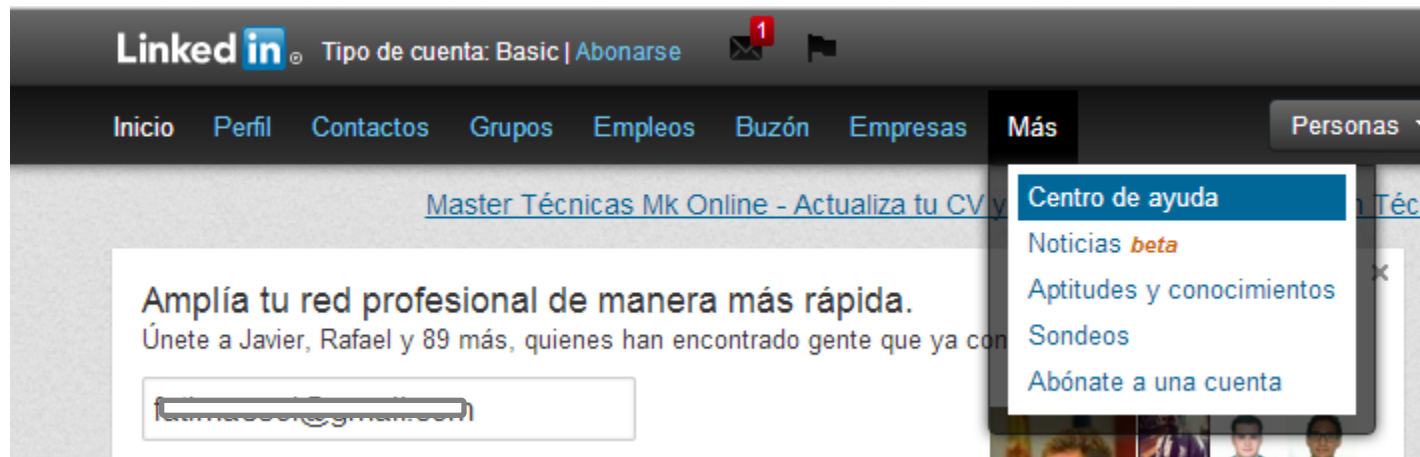 Linked in ® Tipo de cuenta: Basic | Abonarse 1
Inicio Perfil Contactos Grupos Empleos Buzón Empresas Más Personas
Master Técnicas Mk Online - Actualiza tu CV y Téc
Centro de ayuda
Noticias beta
Aptitudes y conocimientos
Sondeos
Abónate a una cuenta
Amplía tu red profesional de manera más rápida.
Únete a Javier, Rafael y 89 más, quienes han encontrado gente que ya con